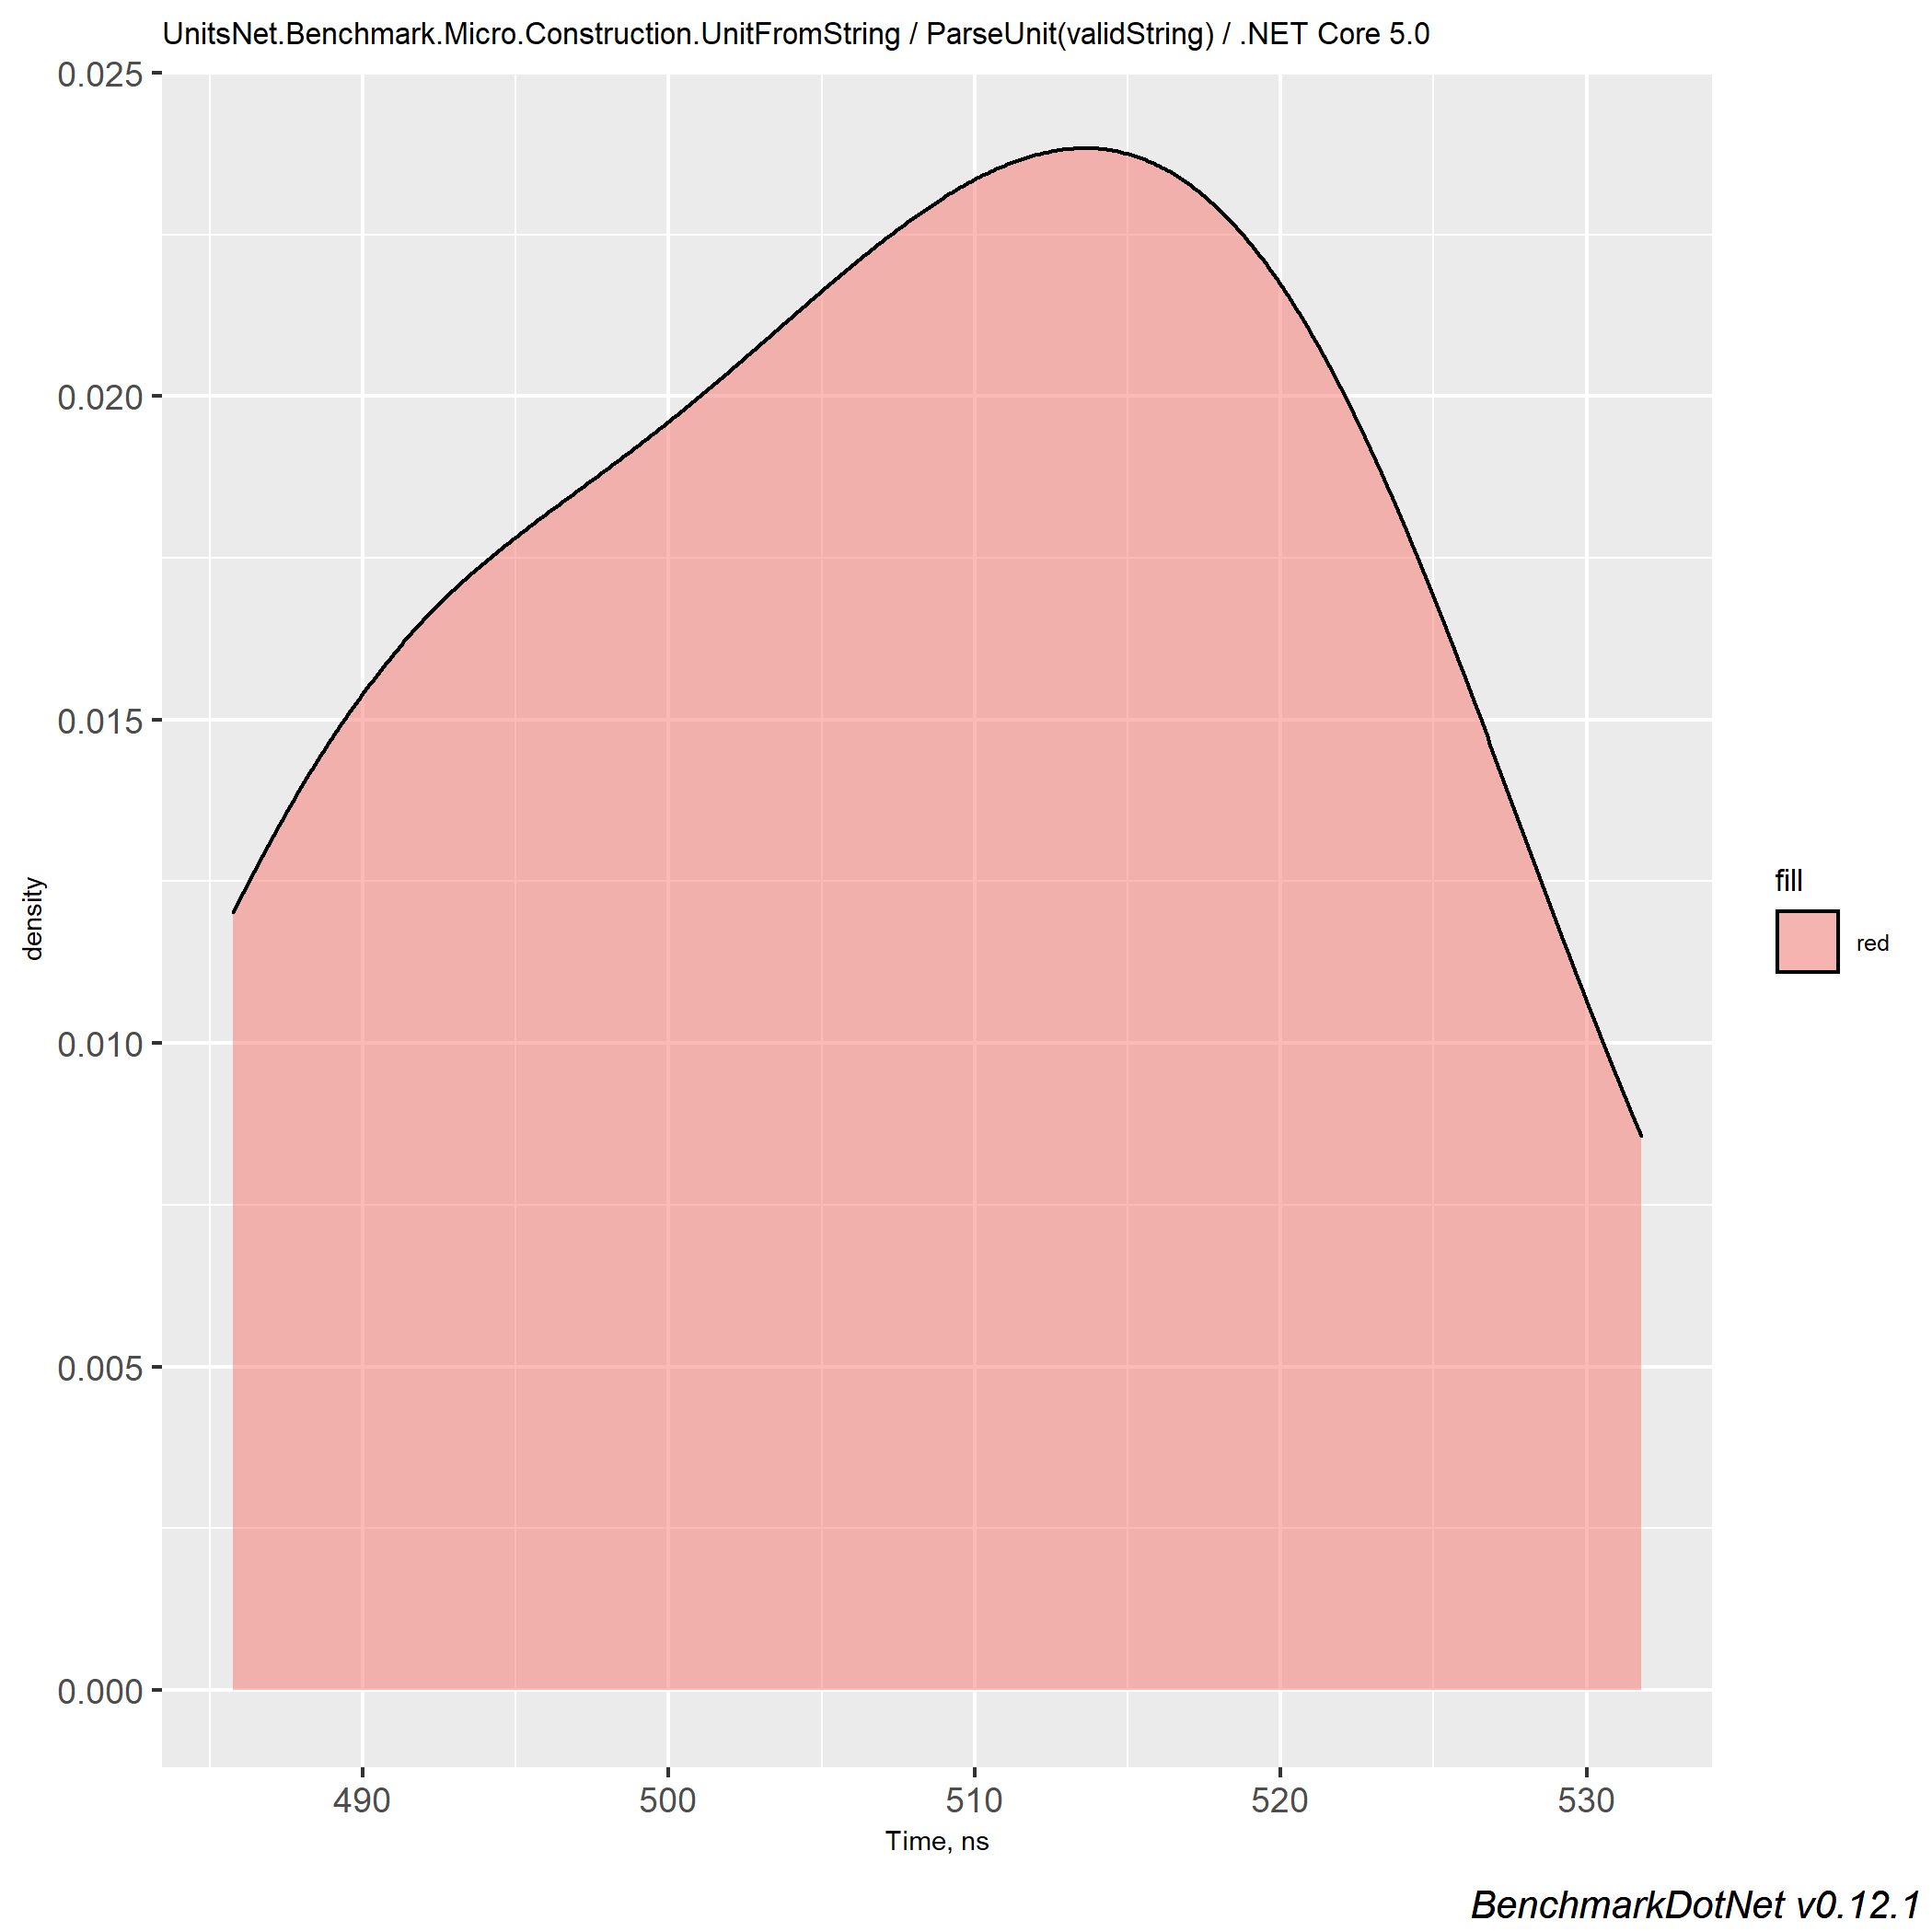 UnitsNet.Benchmark.Micro.Construction.UnitFromString / ParseUnit(validString) / .NET Core 5.0
0.025
0.020
0.015
0.010
0.005
0.000
density
490 500 510 520 530
Time, ns
fill
red
BenchmarkDotNet v0.12.1